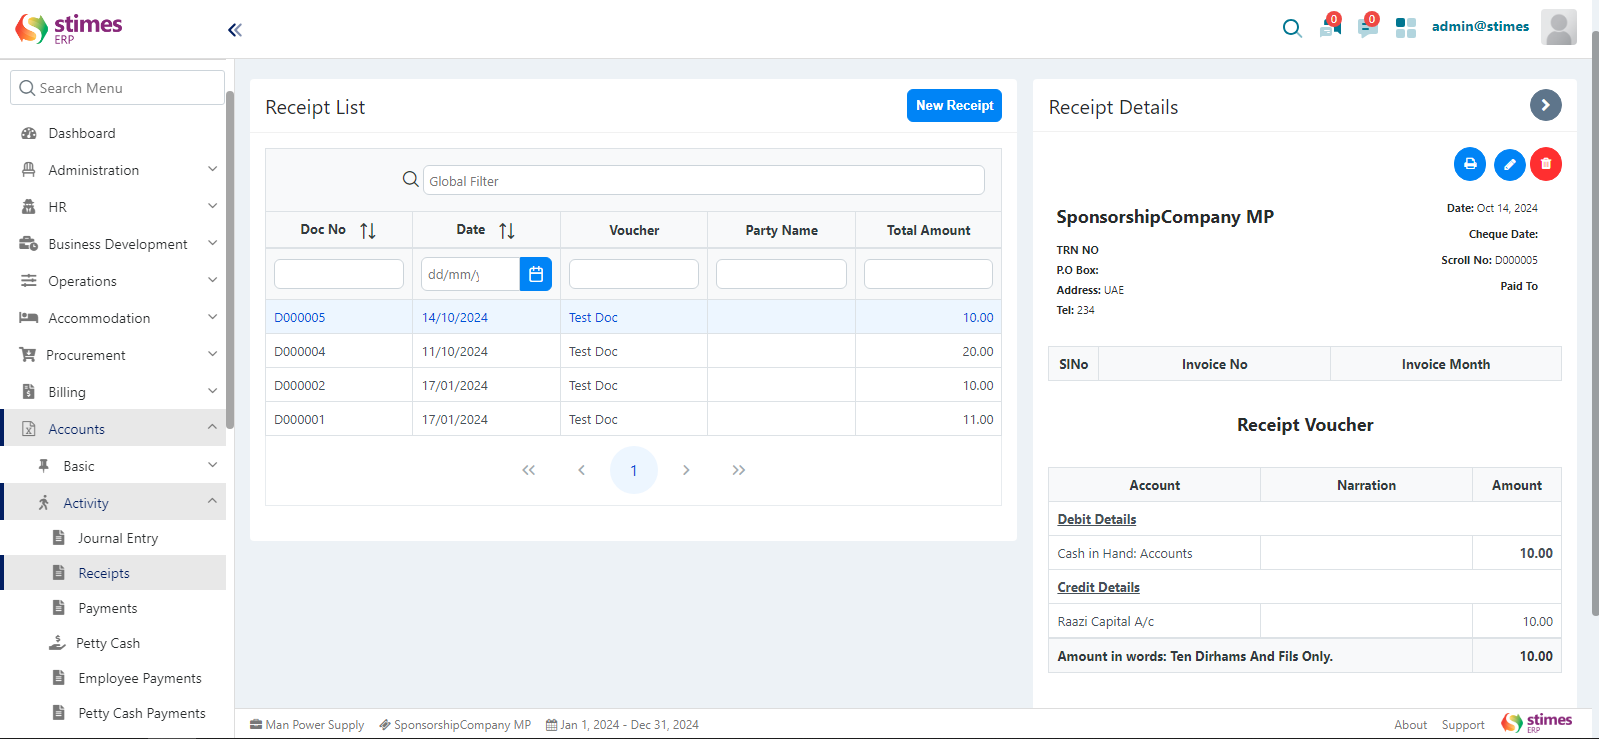 stimes
ERP
0
0
admin@stimes
Search Menu
Dashboard
Administration
HR
Business Development
Operations
Accommodation
Procurement
Billing
Accounts
Basic
Activity
Journal Entry
Receipts
Payments
Petty Cash
Employee Payments
Petty Cash Payments
Receipt List
New Receipt
Global Filter
Doc No Date Voucher Party Name Total Amount
dd/mm/y
D000005 14/10/2024 Test Doc 10.00
D000004 11/10/2024 Test Doc 20.00
D000002 17/01/2024 Test Doc 10.00
D000001 17/01/2024 Test Doc 11.00
1
Receipt Details
SponsorshipCompany MP
TRN NO
P.O Box:
Address: UAE
Tel: 234
Date: Oct 14, 2024
Cheque Date:
Scroll No: D000005
Paid To
SlNo Invoice No Invoice Month
Receipt Voucher
Account Narration Amount
Debit Details
Cash in Hand: Accounts 10.00
Credit Details
Raazi Capital A/c 10.00
Amount in words: Ten Dirhams And Fils Only. 10.00
Man Power Supply SponsorshipCompany MP Jan 1, 2024 - Dec 31, 2024
About Support stimes
ERP